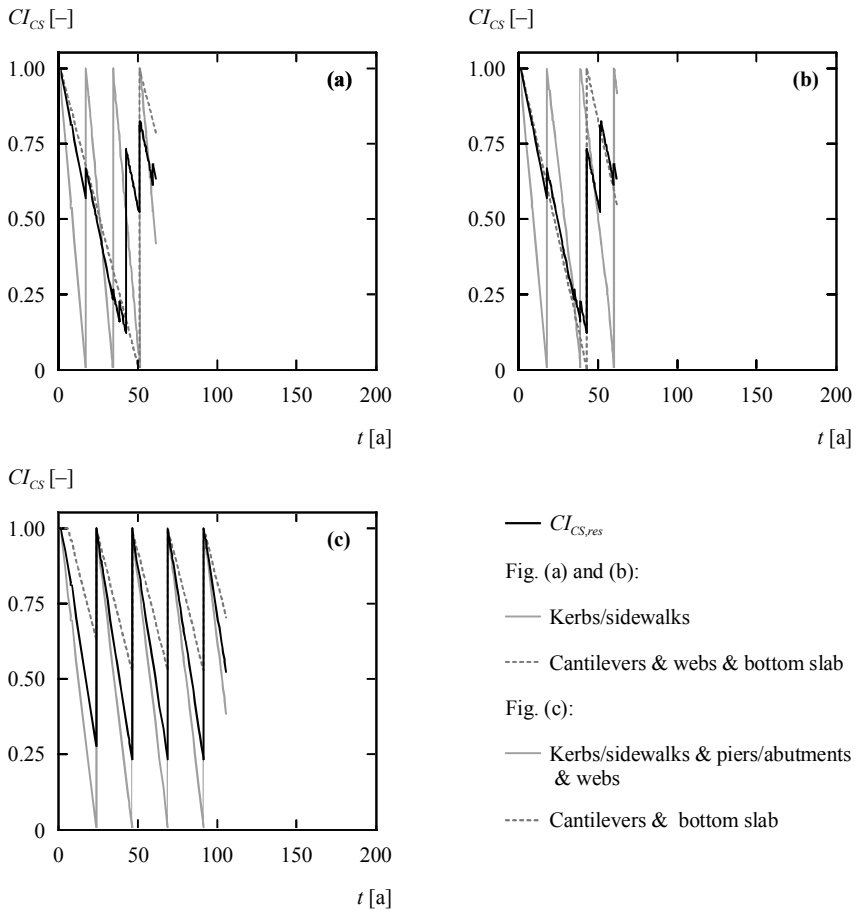 CI_CS [–]
1.00
0.75
0.50
0.25
0
0 50 100 150 200
t [a]
(a)
CI_CS [–]
1.00
0.75
0.50
0.25
0
0 50 100 150 200
t [a]
(b)
CI_CS [–]
1.00
0.75
0.50
0.25
0
0 50 100 150 200
t [a]
(c)
CI_CS,res
Fig. (a) and (b):
Kerbs/sidewalks
Cantilevers & webs & bottom slab
Fig. (c):
Kerbs/sidewalks & piers/abutments
& webs
Cantilevers & bottom slab